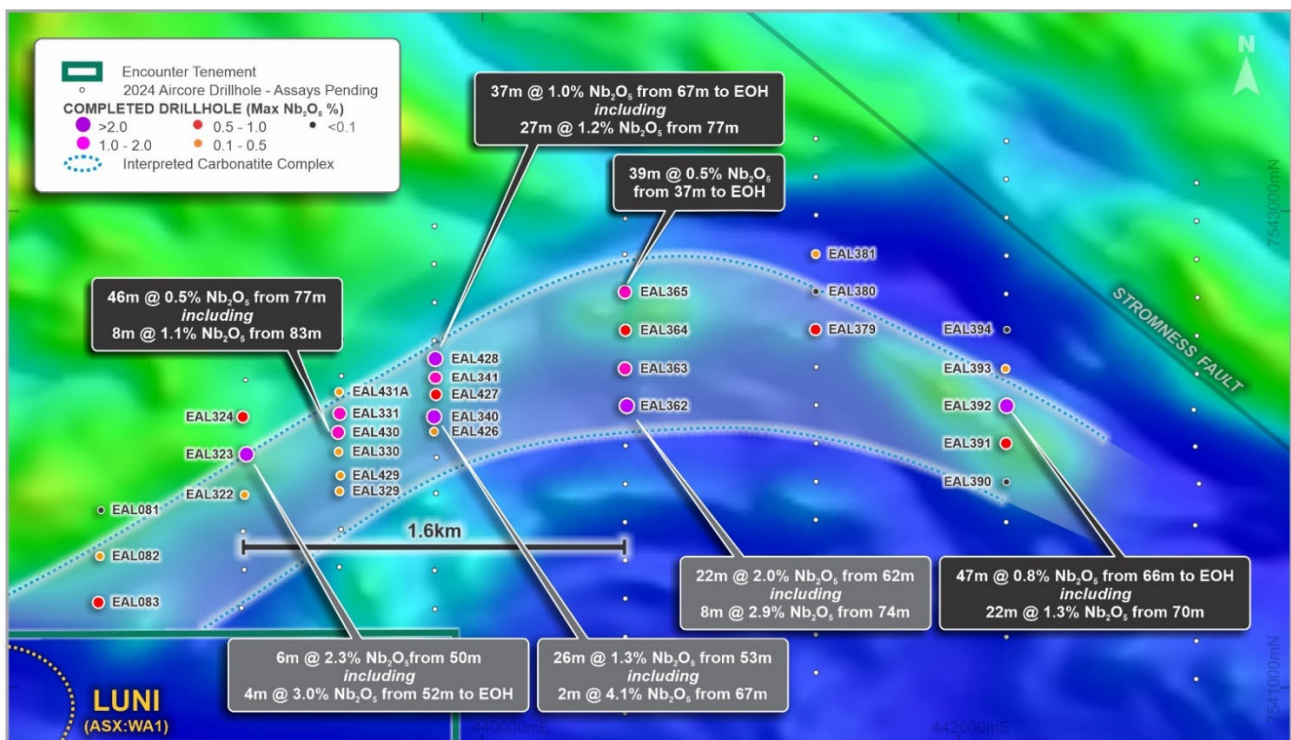 Encounter Tenement
2024 Aircore Drillhole - Assays Pending
COMPLETED DRILLHOLE (Max Nb₂O₅ %)
>2.0
0.5 - 1.0
<0.1
1.0 - 2.0
0.1 - 0.5
Interpreted Carbonatite Complex
37m @ 1.0% Nb₂O₅ from 67m to EOH
including
27m @ 1.2% Nb₂O₅ from 77m
39m @ 0.5% Nb₂O₅
from 37m to EOH
N
7543000mN
STROMNESS FAULT
46m @ 0.5% Nb₂O₅ from 77m
including
8m @ 1.1% Nb₂O₅ from 83m
EAL381
EAL365
EAL380
EAL364
EAL379
EAL394
EAL428
EAL341
EAL363
EAL393
EAL431A
EAL427
EAL324
EAL331
EAL340
EAL362
EAL392
EAL430
EAL426
EAL323
EAL330
EAL391
EAL322
EAL429
EAL329
EAL390
EAL081
EAL082
EAL083
1.6km
22m @ 2.0% Nb₂O₅ from 62m
including
8m @ 2.9% Nb₂O₅ from 74m
47m @ 0.8% Nb₂O₅ from 66m to EOH
including
22m @ 1.3% Nb₂O₅ from 70m
6m @ 2.3% Nb₂O₅from 50m
including
4m @ 3.0% Nb₂O₅ from 52m to EOH
26m @ 1.3% Nb₂O₅ from 53m
including
2m @ 4.1% Nb₂O₅ from 67m
LUNI
(ASX:WA1)
440000mE
442000mE
7541000mN